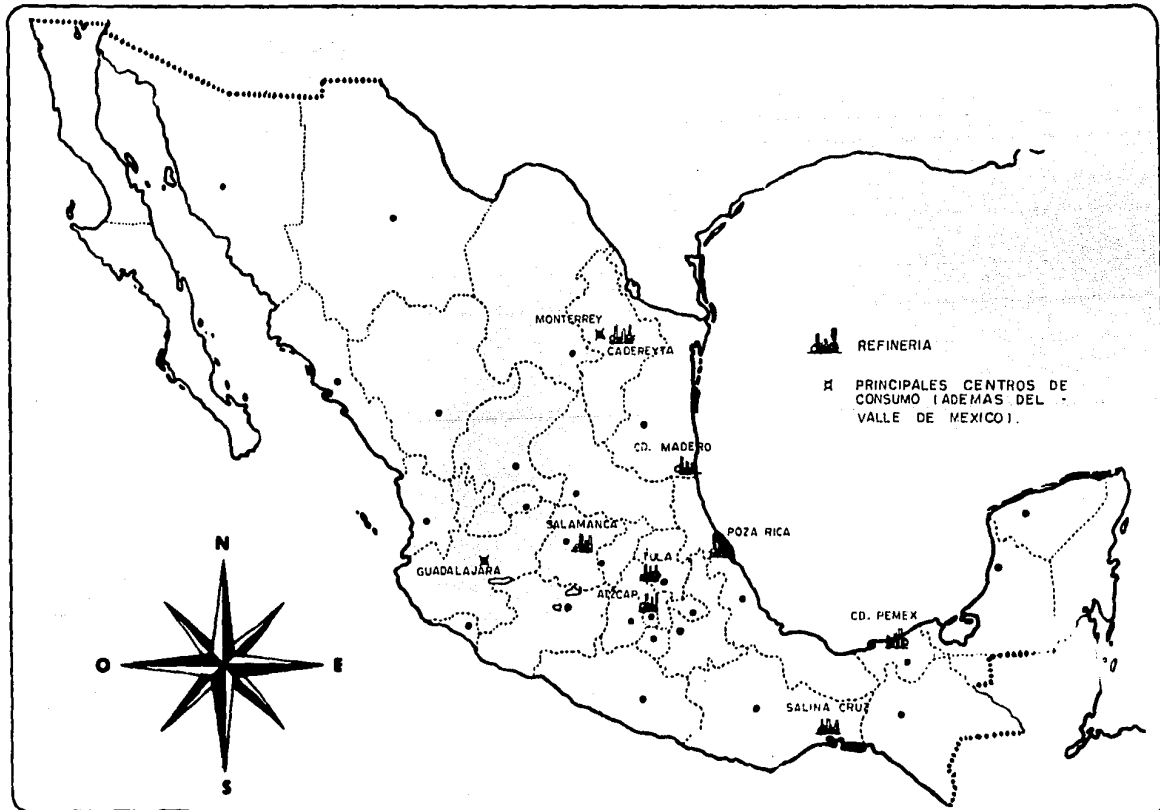 MONTERREY
CADEREYTA
REFINERIA
PRINCIPALES CENTROS DE
CONSUMO (ADEMAS DEL -
VALLE DE MEXICO).
CD. MADERO
SALAMANCA
POZA RICA
TULA
GUADALAJARA
AZCAP.
CD. PEMEX
SALINA CRUZ
N
O
E
S